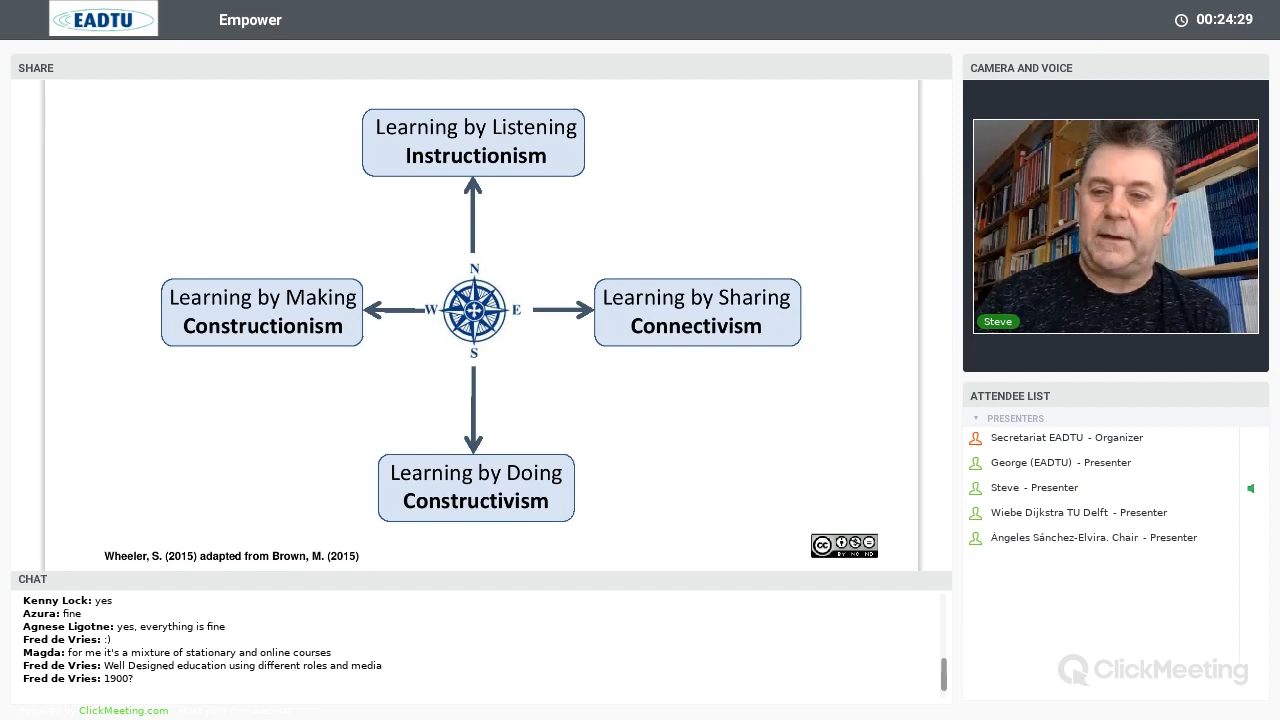 EADTU
Empower
00:24:29
SHARE
Learning by Listening
Instructionism
N
Learning by Making
Constructionism
W
E
Learning by Sharing
Connectivism
S
Learning by Doing
Constructivism
Wheeler, S. (2015) adapted from Brown, M. (2015)
cc
BY NC ND
CAMERA AND VOICE
Steve
ATTENDEE LIST
PRESENTERS
Secretariat EADTU - Organizer
George (EADTU) - Presenter
Steve - Presenter
Wiebe Dijkstra TU Delft - Presenter
Ángeles Sánchez-Elvira. Chair - Presenter
ClickMeeting
CHAT
Kenny Lock: yes
Azura: fine
Agnese Ligotne: yes, everything is fine
Fred de Vries: :)
Magda: for me it's a mixture of stationary and online courses
Fred de Vries: Well Designed education using different roles and media
Fred de Vries: 1900?
ClickMeeting.com